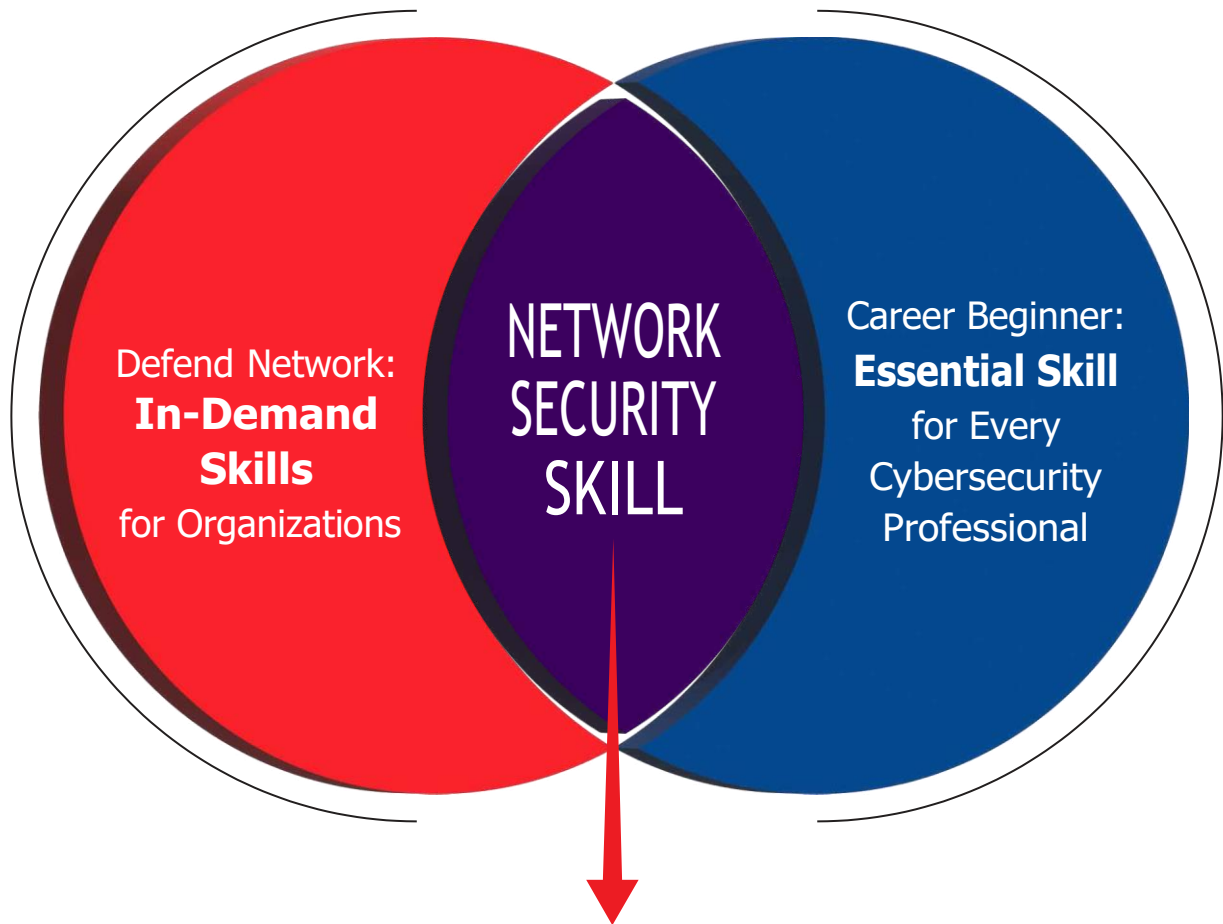 Defend Network:
In-Demand
Skills
for Organizations
NETWORK
SECURITY
SKILL
Career Beginner:
Essential Skill
for Every
Cybersecurity
Professional